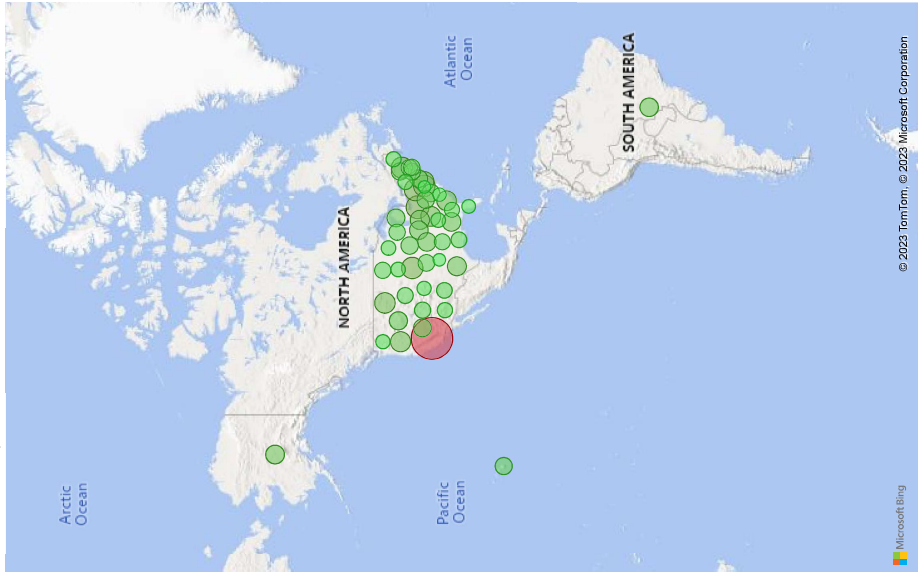 Arctic
Ocean
NORTH AMERICA
Atlantic
Ocean
Pacific
Ocean
SOUTH AMERICA
Microsoft Bing
© 2023 TomTom, © 2023 Microsoft Corporation